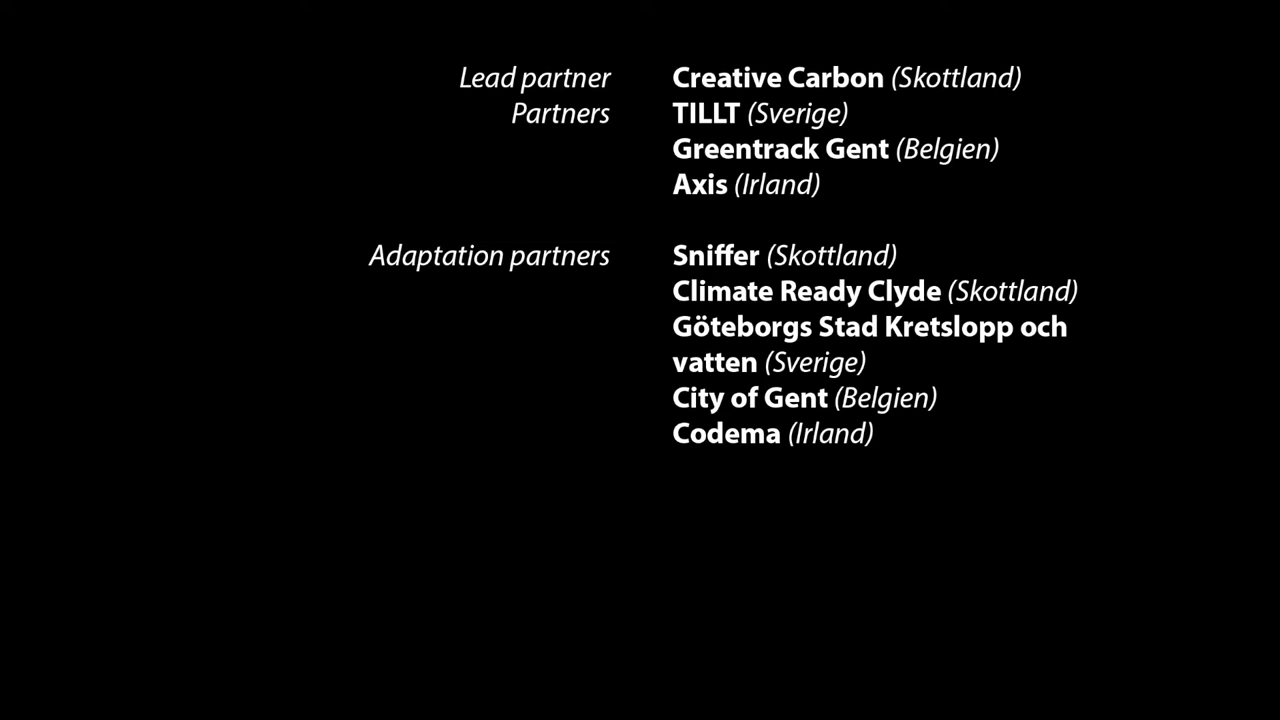 Lead partner Creative Carbon (Skottland)
Partners TILLT (Sverige)
Greentrack Gent (Belgien)
Axis (Irland)
Adaptation partners Sniffer (Skottland)
Climate Ready Clyde (Skottland)
Göteborgs Stad Kretslopp och
vatten (Sverige)
City of Gent (Belgien)
Codema (Irland)